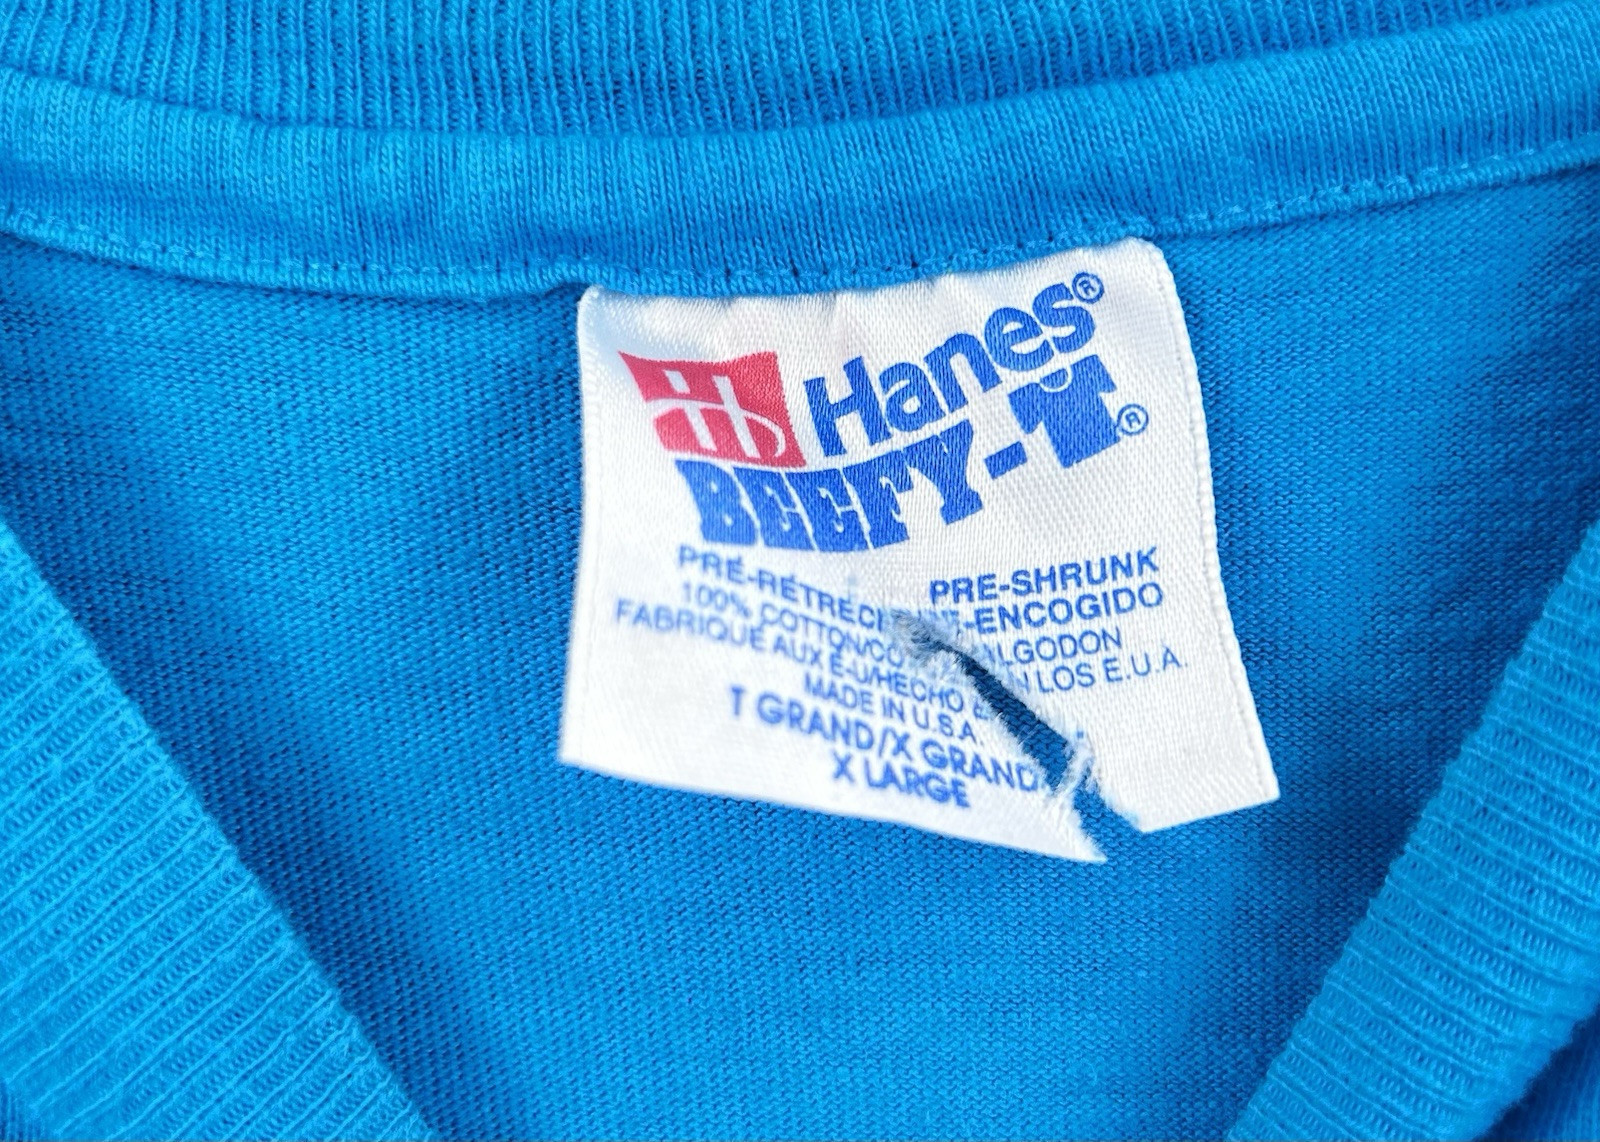 Hanes®
BEEFY-T®
PRÉ-RÉTRÉCI PRE-SHRUNK
-ENCOGIDO
100% COTTON/CO ALGODON
FABRIQUÉ AUX É-U/HECHO EN LOS E.U.A.
MADE IN U.S.A.
T GRAND/X GRAND
X LARGE